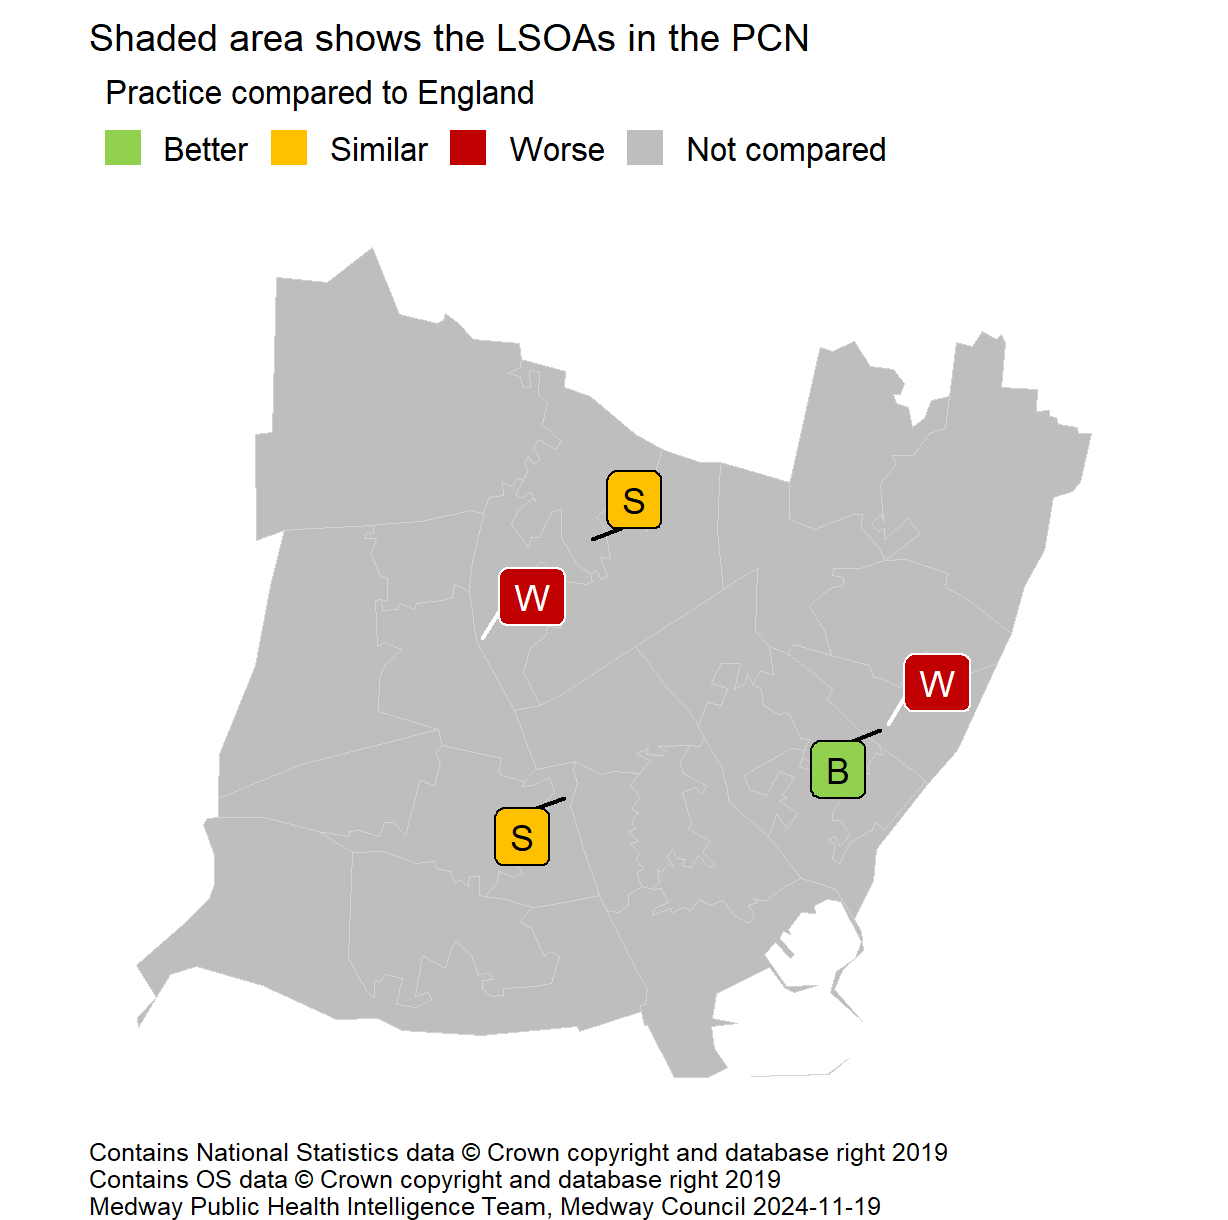 Shaded area shows the LSOAs in the PCN
Practice compared to England
Better Similar Worse Not compared
S
W
W
B
S
Contains National Statistics data © Crown copyright and database right 2019
Contains OS data © Crown copyright and database right 2019
Medway Public Health Intelligence Team, Medway Council 2024-11-19